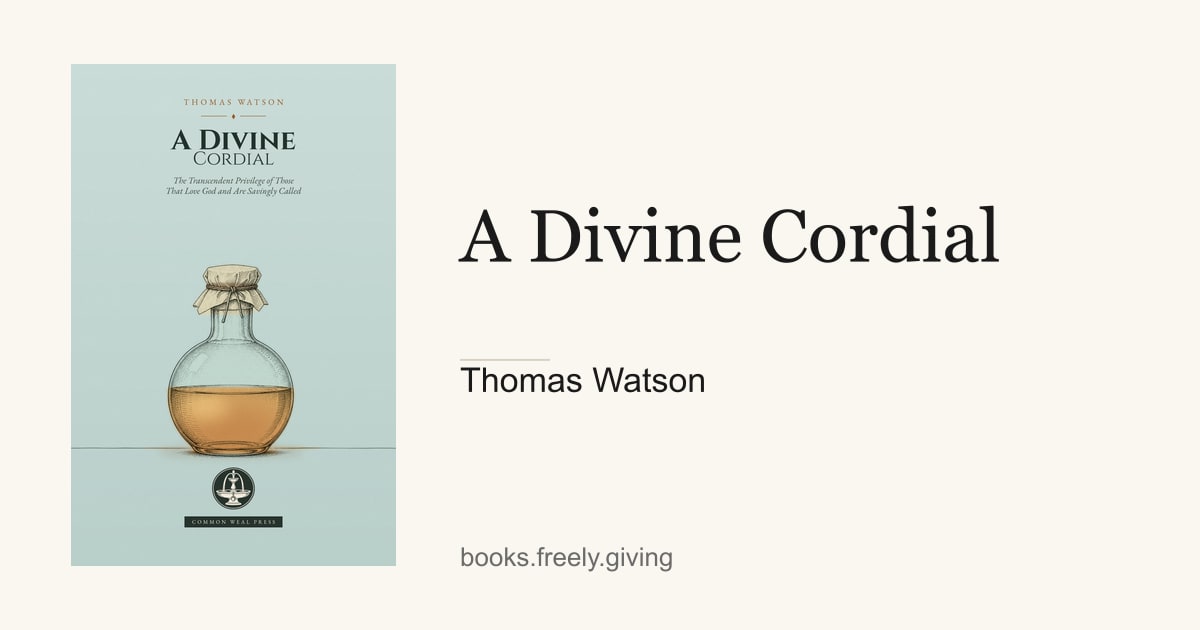 THOMAS WATSON
A DIVINE
CORDIAL
The Transcendent Privilege of Those
That Love God and Are Savingly Called
COMMON WEAL PRESS
A Divine Cordial
Thomas Watson
books.freely.giving